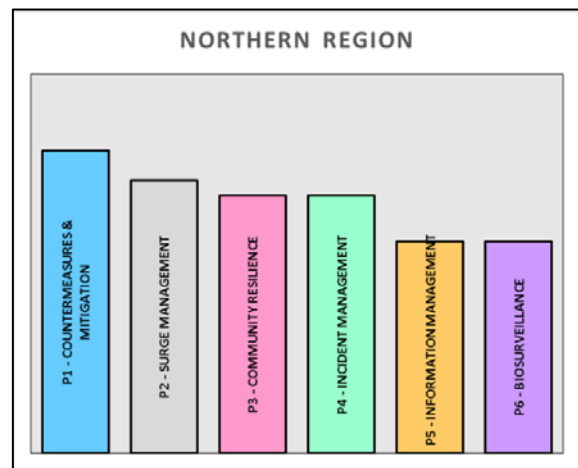 NORTHERN REGION
P1 - COUNTERMEASURES &
MITIGATION
P2 - SURGE MANAGEMENT
P3 - COMMUNITY RESILIENCE
P4 - INCIDENT MANAGEMENT
P5 - INFORMATION MANAGEMENT
P6 - BIOSURVEILLANCE